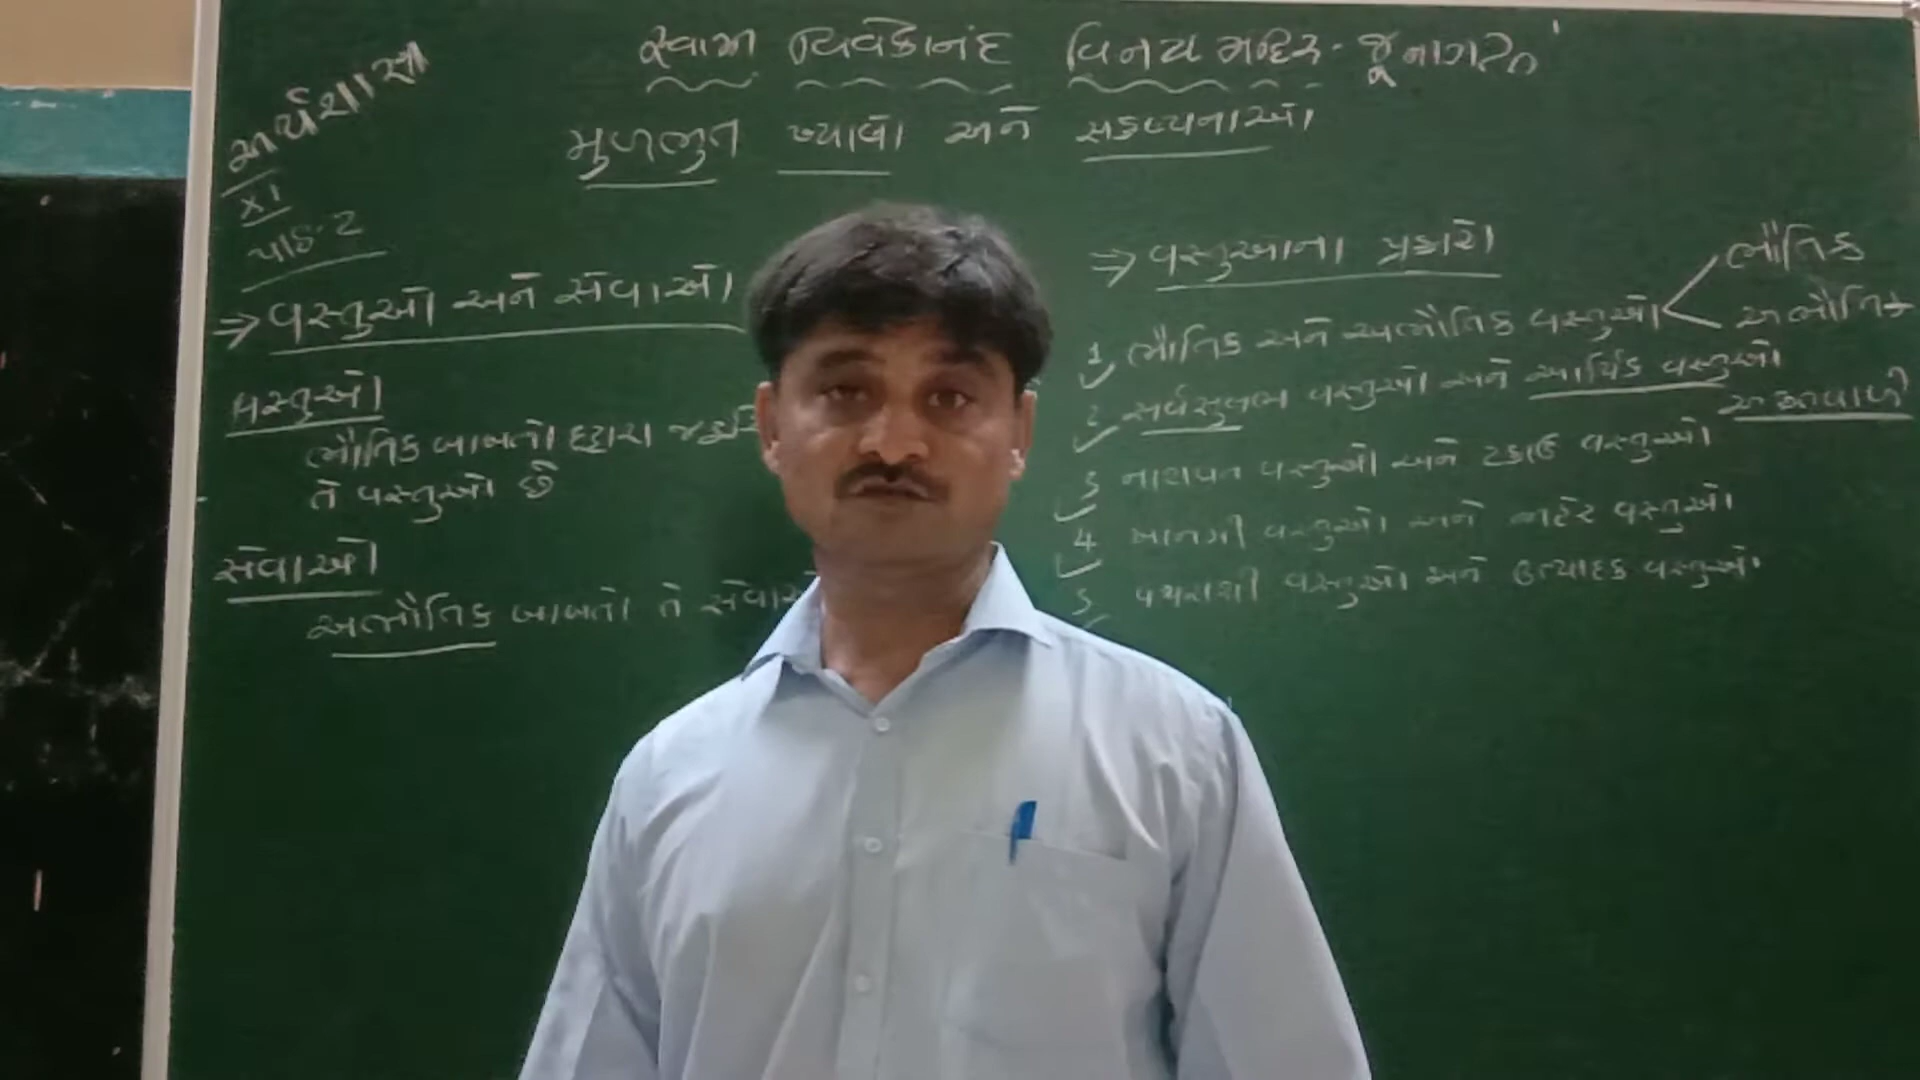 સ્વામી વિવેકાનંદ વિનય મંદિર - જૂનાગઢ
મુળભુત ખ્યાલો અને સંકલ્પનાઓ
અર્થશાસ્ત્ર
XI
પાઠ-2
⇒ વસ્તુઓ અને સેવાઓ
વસ્તુઓ
ભૌતિક બાબતો દ્વારા
તે વસ્તુઓ છે
સેવાઓ
અભૌતિક બાબતો તે
⇒ વસ્તુઓના પ્રકારો
1 ભૌતિક અને અભૌતિક વસ્તુઓ
ભૌતિક
અભૌતિક
2 સર્વસુલભ વસ્તુઓ અને આર્થિક વસ્તુઓ
અછતવાળી
3 નાશવંત વસ્તુઓ અને ટકાઉ વસ્તુઓ
4 ખાનગી વસ્તુઓ અને જાહેર વસ્તુઓ
5 વપરાશી વસ્તુઓ અને ઉત્પાદક વસ્તુઓ